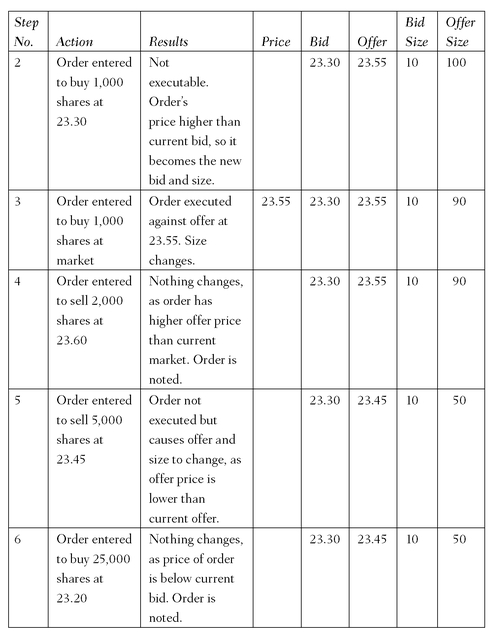 Step No. Action Results Price Bid Offer Bid Size Offer Size
2 Order entered Not 23.30 23.55 10 100
to buy 1,000 executable.
shares at Order's
23.30 price higher than
current bid, so it
becomes the new
bid and size.
3 Order entered Order executed 23.55 23.30 23.55 10 90
to buy 1,000 against offer at
shares at 23.55. Size
market changes.
4 Order entered Nothing changes, 23.30 23.55 10 90
to sell 2,000 as order has
shares at higher offer price
23.60 than current
market. Order is
noted.
5 Order entered Order not 23.30 23.45 10 50
to sell 5,000 executed but
shares at causes offer and
23.45 size to change, as
offer price is
lower than
current offer.
6 Order entered Nothing changes, 23.30 23.45 10 50
to buy 25,000 as price of order
shares at is below current
23.20 bid. Order is
noted.